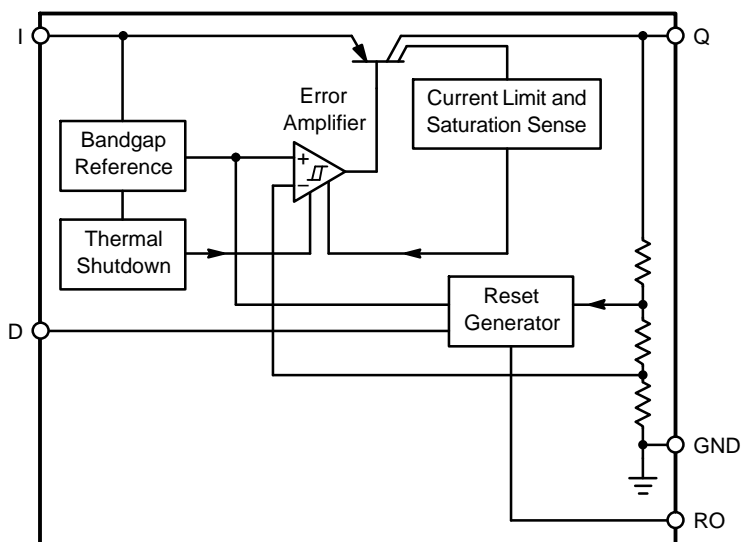 I
Q
Error
Amplifier
Current Limit and
Saturation Sense
Bandgap
Reference
+
−
Thermal
Shutdown
Reset
Generator
D
GND
RO